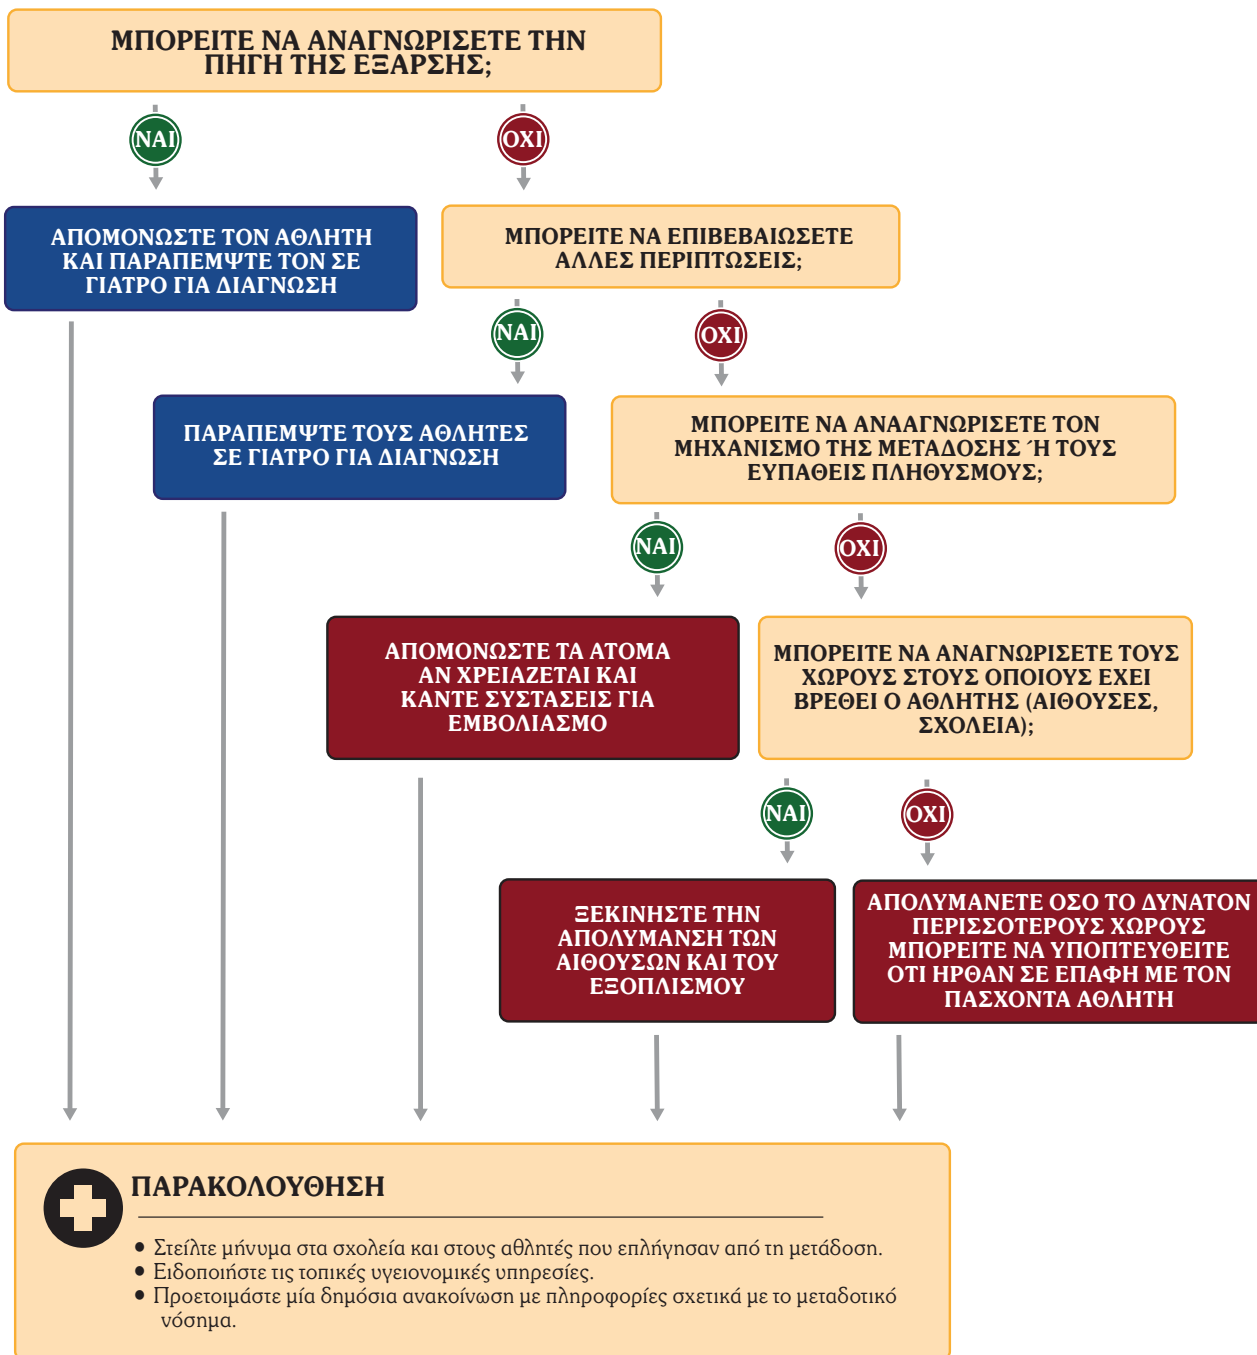 ΜΠΟΡΕΙΤΕ ΝΑ ΑΝΑΓΝΩΡΙΣΕΤΕ ΤΗΝ
ΠΗΓΗ ΤΗΣ ΕΞΑΡΣΗΣ;
ΝΑΙ
ΟΧΙ
ΑΠΟΜΟΝΩΣΤΕ ΤΟΝ ΑΘΛΗΤΗ
ΚΑΙ ΠΑΡΑΠΕΜΨΤΕ ΤΟΝ ΣΕ
ΓΙΑΤΡΟ ΓΙΑ ΔΙΑΓΝΩΣΗ
ΜΠΟΡΕΙΤΕ ΝΑ ΕΠΙΒΕΒΑΙΩΣΕΤΕ
ΑΛΛΕΣ ΠΕΡΙΠΤΩΣΕΙΣ;
ΝΑΙ
ΟΧΙ
ΠΑΡΑΠΕΜΨΤΕ ΤΟΥΣ ΑΘΛΗΤΕΣ
ΣΕ ΓΙΑΤΡΟ ΓΙΑ ΔΙΑΓΝΩΣΗ
ΜΠΟΡΕΙΤΕ ΝΑ ΑΝΑΑΓΝΩΡΙΣΕΤΕ ΤΟΝ
ΜΗΧΑΝΙΣΜΟ ΤΗΣ ΜΕΤΑΔΟΣΗΣ Ή ΤΟΥΣ
ΕΥΠΑΘΕΙΣ ΠΛΗΘΥΣΜΟΥΣ;
ΝΑΙ
ΟΧΙ
ΑΠΟΜΟΝΩΣΤΕ ΤΑ ΑΤΟΜΑ
ΑΝ ΧΡΕΙΑΖΕΤΑΙ ΚΑΙ
ΚΑΝΤΕ ΣΥΣΤΑΣΕΙΣ ΓΙΑ
ΕΜΒΟΛΙΑΣΜΟ
ΜΠΟΡΕΙΤΕ ΝΑ ΑΝΑΓΝΩΡΙΣΕΤΕ ΤΟΥΣ
ΧΩΡΟΥΣ ΣΤΟΥΣ ΟΠΟΙΟΥΣ ΕΧΕΙ
ΒΡΕΘΕΙ Ο ΑΘΛΗΤΗΣ (ΑΙΘΟΥΣΕΣ,
ΣΧΟΛΕΙΑ);
ΝΑΙ
ΟΧΙ
ΞΕΚΙΝΗΣΤΕ ΤΗΝ
ΑΠΟΛΥΜΑΝΣΗ ΤΩΝ
ΑΙΘΟΥΣΩΝ ΚΑΙ ΤΟΥ
ΕΞΟΠΛΙΣΜΟΥ
ΑΠΟΛΥΜΑΝΕΤΕ ΟΣΟ ΤΟ ΔΥΝΑΤΟΝ
ΠΕΡΙΣΣΟΤΕΡΟΥΣ ΧΩΡΟΥΣ
ΜΠΟΡΕΙΤΕ ΝΑ ΥΠΟΠΤΕΥΘΕΙΤΕ
ΟΤΙ ΗΡΘΑΝ ΣΕ ΕΠΑΦΗ ΜΕ ΤΟΝ
ΠΑΣΧΟΝΤΑ ΑΘΛΗΤΗ
ΠΑΡΑΚΟΛΟΥΘΗΣΗ
• Στείλτε μήνυμα στα σχολεία και στους αθλητές που επλήγησαν από τη μετάδοση.
• Ειδοποιήστε τις τοπικές υγειονομικές υπηρεσίες.
• Προετοιμάστε μία δημόσια ανακοίνωση με πληροφορίες σχετικά με το μεταδοτικό
νόσημα.